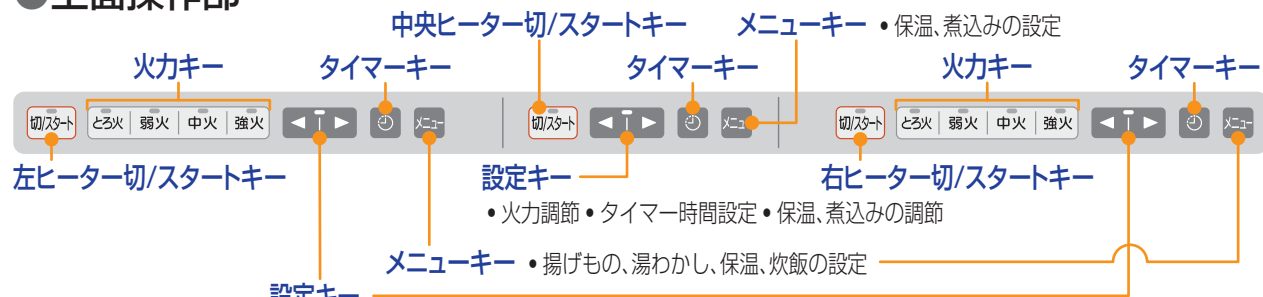 ●上面操作部
中央ヒーター切/スタートキー メニューキー •保温、煮込みの設定
火力キー タイマーキー タイマーキー 火力キー タイマーキー
切/スタート とろ火 弱火 中火 強火 ◀ ▶ メニュー 切/スタート ◀ ▶ メニュー 切/スタート とろ火 弱火 中火 強火 ◀ ▶ メニュー
左ヒーター切/スタートキー 設定キー 右ヒーター切/スタートキー
•火力調節 •タイマー時間設定 •保温、煮込みの調節
メニューキー •揚げもの、湯わかし、保温、炊飯の設定
設定キー